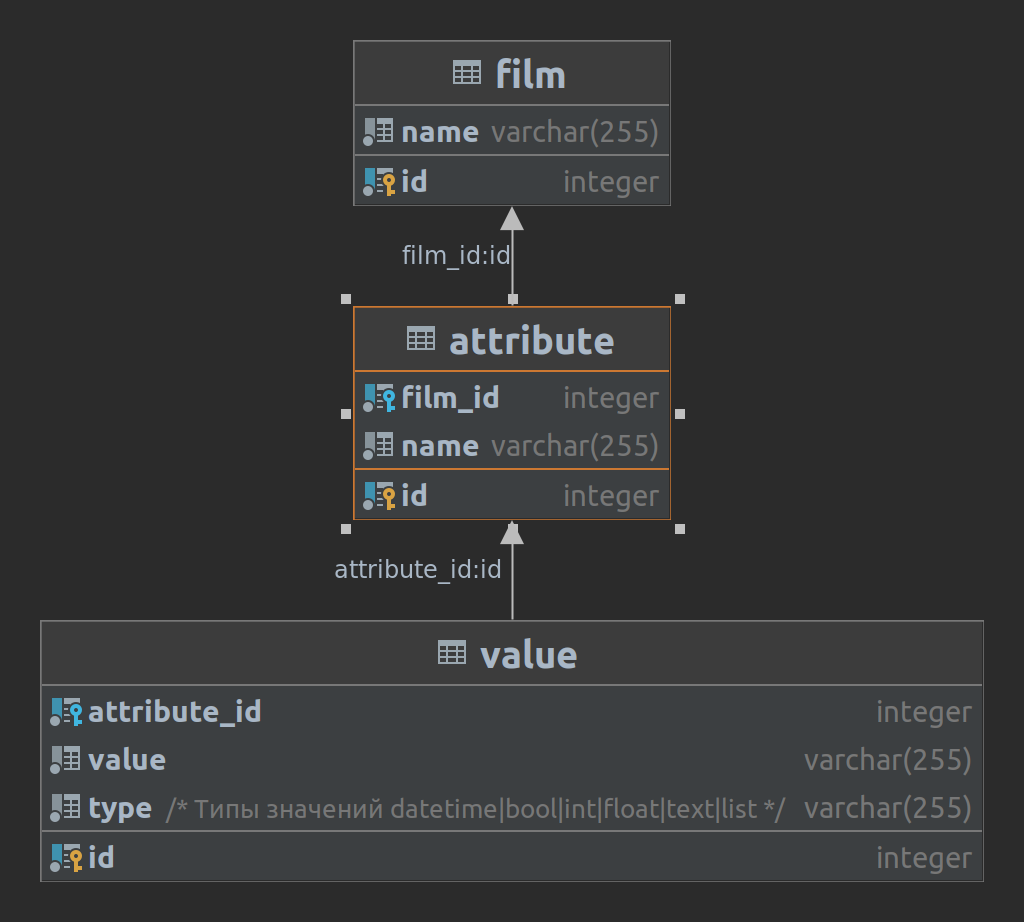 film
name varchar(255)
id integer
film_id:id
attribute
film_id integer
name varchar(255)
id integer
attribute_id:id
value
attribute_id integer
value varchar(255)
type /* Типы значений datetime|bool|int|float|text|list */ varchar(255)
id integer